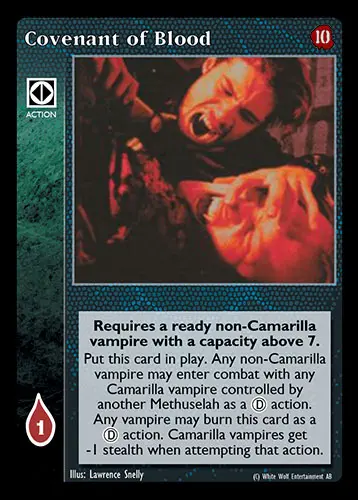 Covenant of Blood
10
ACTION
Requires a ready non-Camarilla
vampire with a capacity above 7.
Put this card in play. Any non-Camarilla
vampire may enter combat with any
Camarilla vampire controlled by
another Methuselah as a Ⓓ action.
Any vampire may burn this card as a
Ⓓ action. Camarilla vampires get
-1 stealth when attempting that action.
1
Illus: Lawrence Snelly
(C) White Wolf Entertainment AB